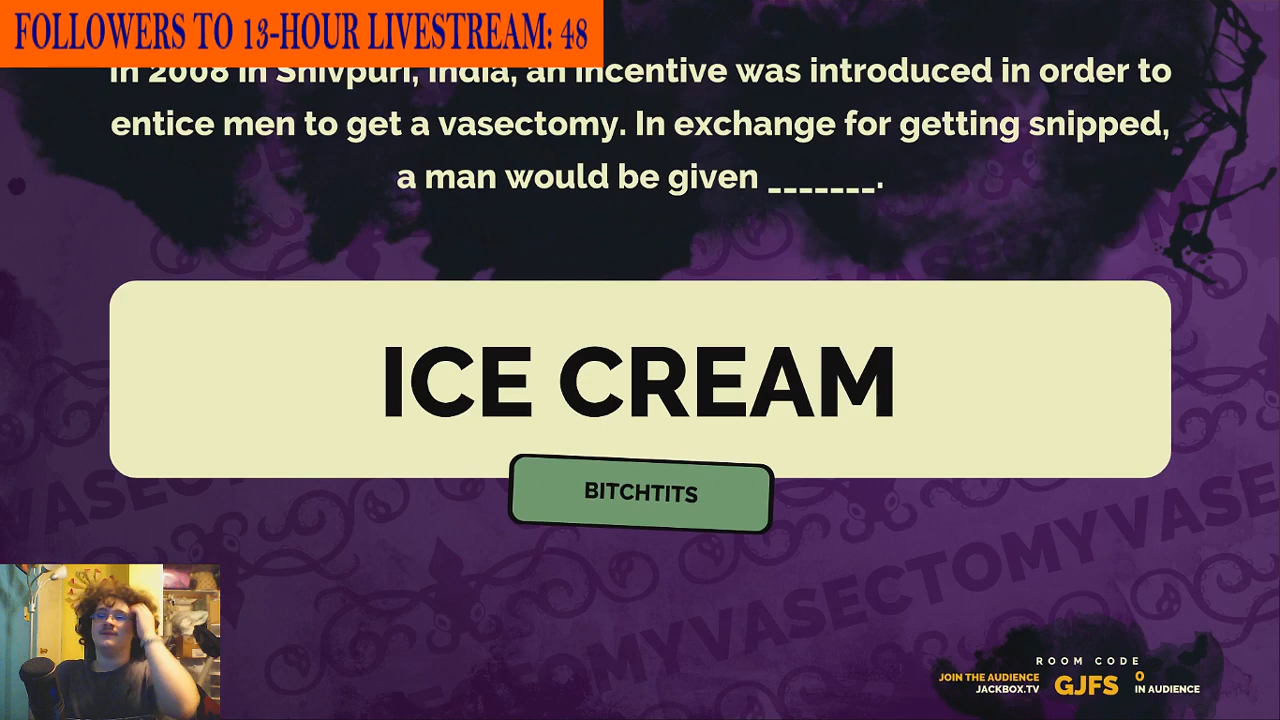 FOLLOWERS TO 13-HOUR LIVESTREAM: 48
In 2008 in Shivpuri, India, an incentive was introduced in order to
entice men to get a vasectomy. In exchange for getting snipped,
a man would be given _______.
ICE CREAM
BITCHTITS
VASECTOMY
VASECTOMY
ROOM CODE
JOIN THE AUDIENCE
JACKBOX.TV
GJFS
0
IN AUDIENCE